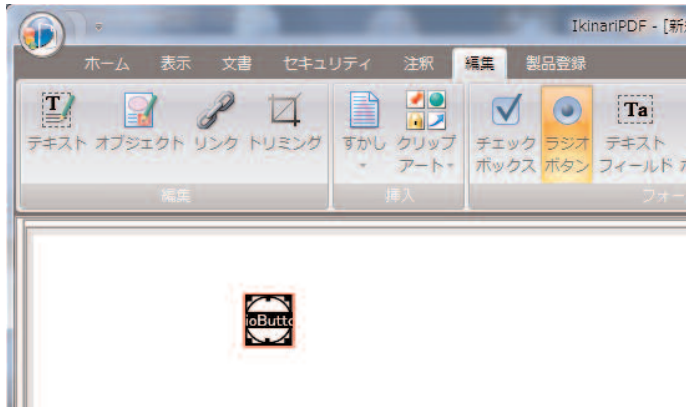 IkinariPDF - [新
ホーム 表示 文書 セキュリティ 注釈 編集 製品登録
テキスト オブジェクト リンク トリミング すかし クリップ
アート チェック
ボックス ラジオ
ボタン テキスト
フィールド
編集 挿入 フォー
T Ta
ioButto